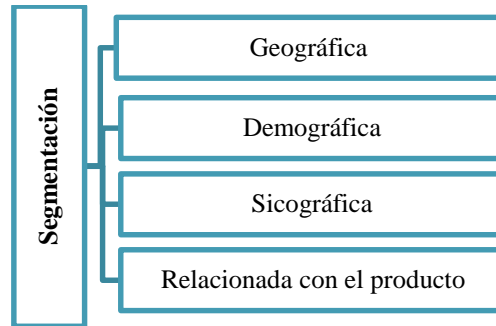 Segmentación
Geográfica
Demográfica
Sicográfica
Relacionada con el producto